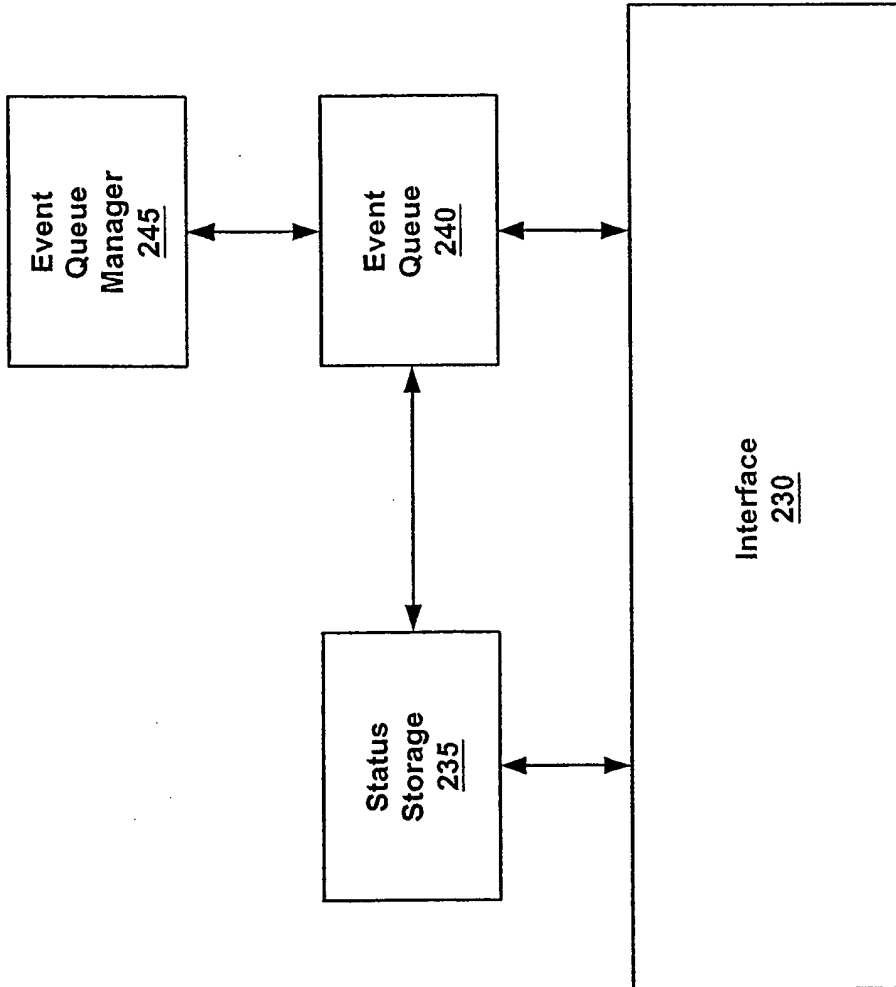 Event
Queue
Manager
245
Event
Queue
240
Status
Storage
235
Interface
230